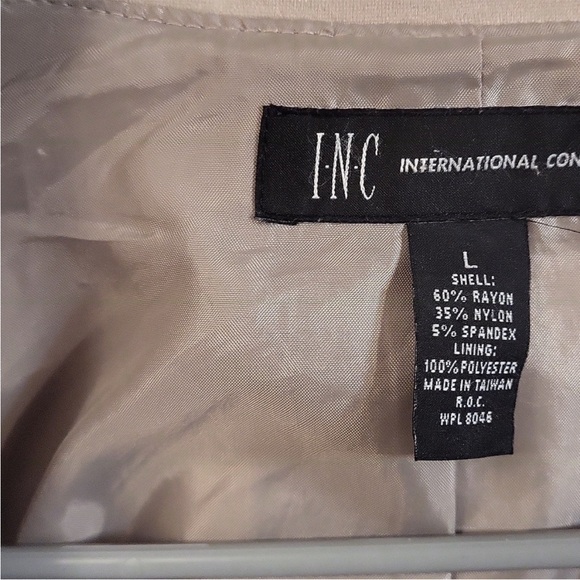 I·N·C INTERNATIONAL CON
L
SHELL:
60% RAYON
35% NYLON
5% SPANDEX
LINING:
100% POLYESTER
MADE IN TAIWAN
R.O.C.
WPL 8046